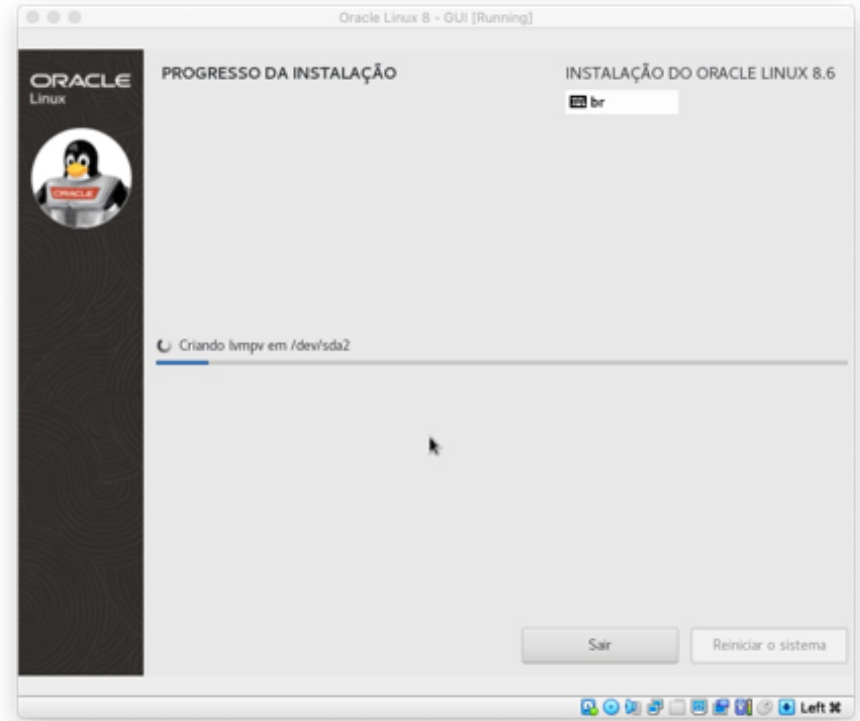 Oracle Linux 8 - GUI [Running]
ORACLE
Linux
PROGRESSO DA INSTALAÇÃO
INSTALAÇÃO DO ORACLE LINUX 8.6
br
ORACLE
Criando lvmpv em /dev/sda2
Sair
Reiniciar o sistema
Left ⌘